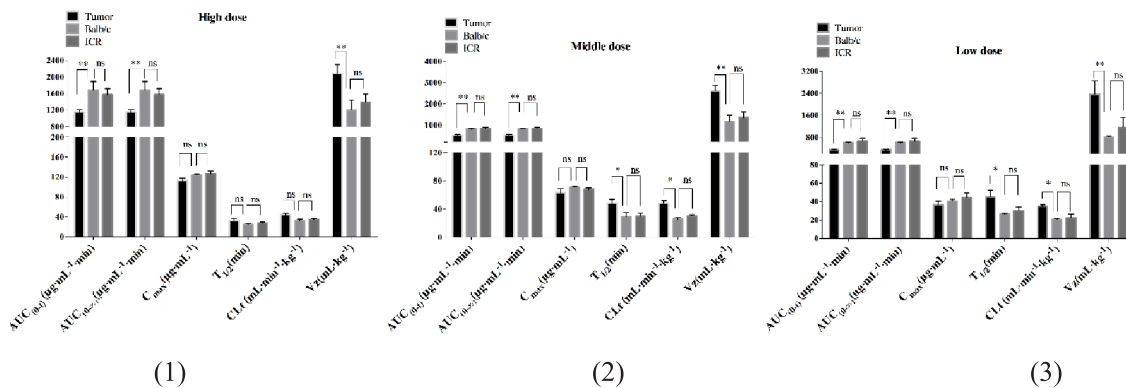 High dose
Tumor
Balb/c
ICR
2400
2000
1600
1200
800
200
160
120
80
40
0
**
ns
**
ns
ns
ns
ns
ns
ns
ns
**
ns
AUC(0-t) (μg·mL⁻¹·min)
AUC(0-∞)(μg·mL⁻¹·min)
Cmax(μg·mL⁻¹)
T1/2(min)
CLt (mL·min⁻¹·kg⁻¹)
Vz(mL·kg⁻¹)
(1)
Middle dose
Tumor
Balb/c
ICR
4000
3000
2000
1000
120
80
40
0
**
ns
**
ns
ns
ns
*
ns
*
ns
**
ns
AUC(0-t) (μg·mL⁻¹·min)
AUC(0-∞)(μg·mL⁻¹·min)
Cmax(μg·mL⁻¹)
T1/2(min)
CLt (mL·min⁻¹·kg⁻¹)
Vz(mL·kg⁻¹)
(2)
Low dose
Tumor
Balb/c
ICR
3200
2400
1600
800
80
60
40
20
0
**
ns
**
ns
ns
ns
*
ns
*
ns
**
ns
AUC(0-t) (μg·mL⁻¹·min)
AUC(0-∞)(μg·mL⁻¹·min)
Cmax(μg·mL⁻¹)
T1/2(min)
CLt (mL·min⁻¹·kg⁻¹)
Vz(mL·kg⁻¹)
(3)